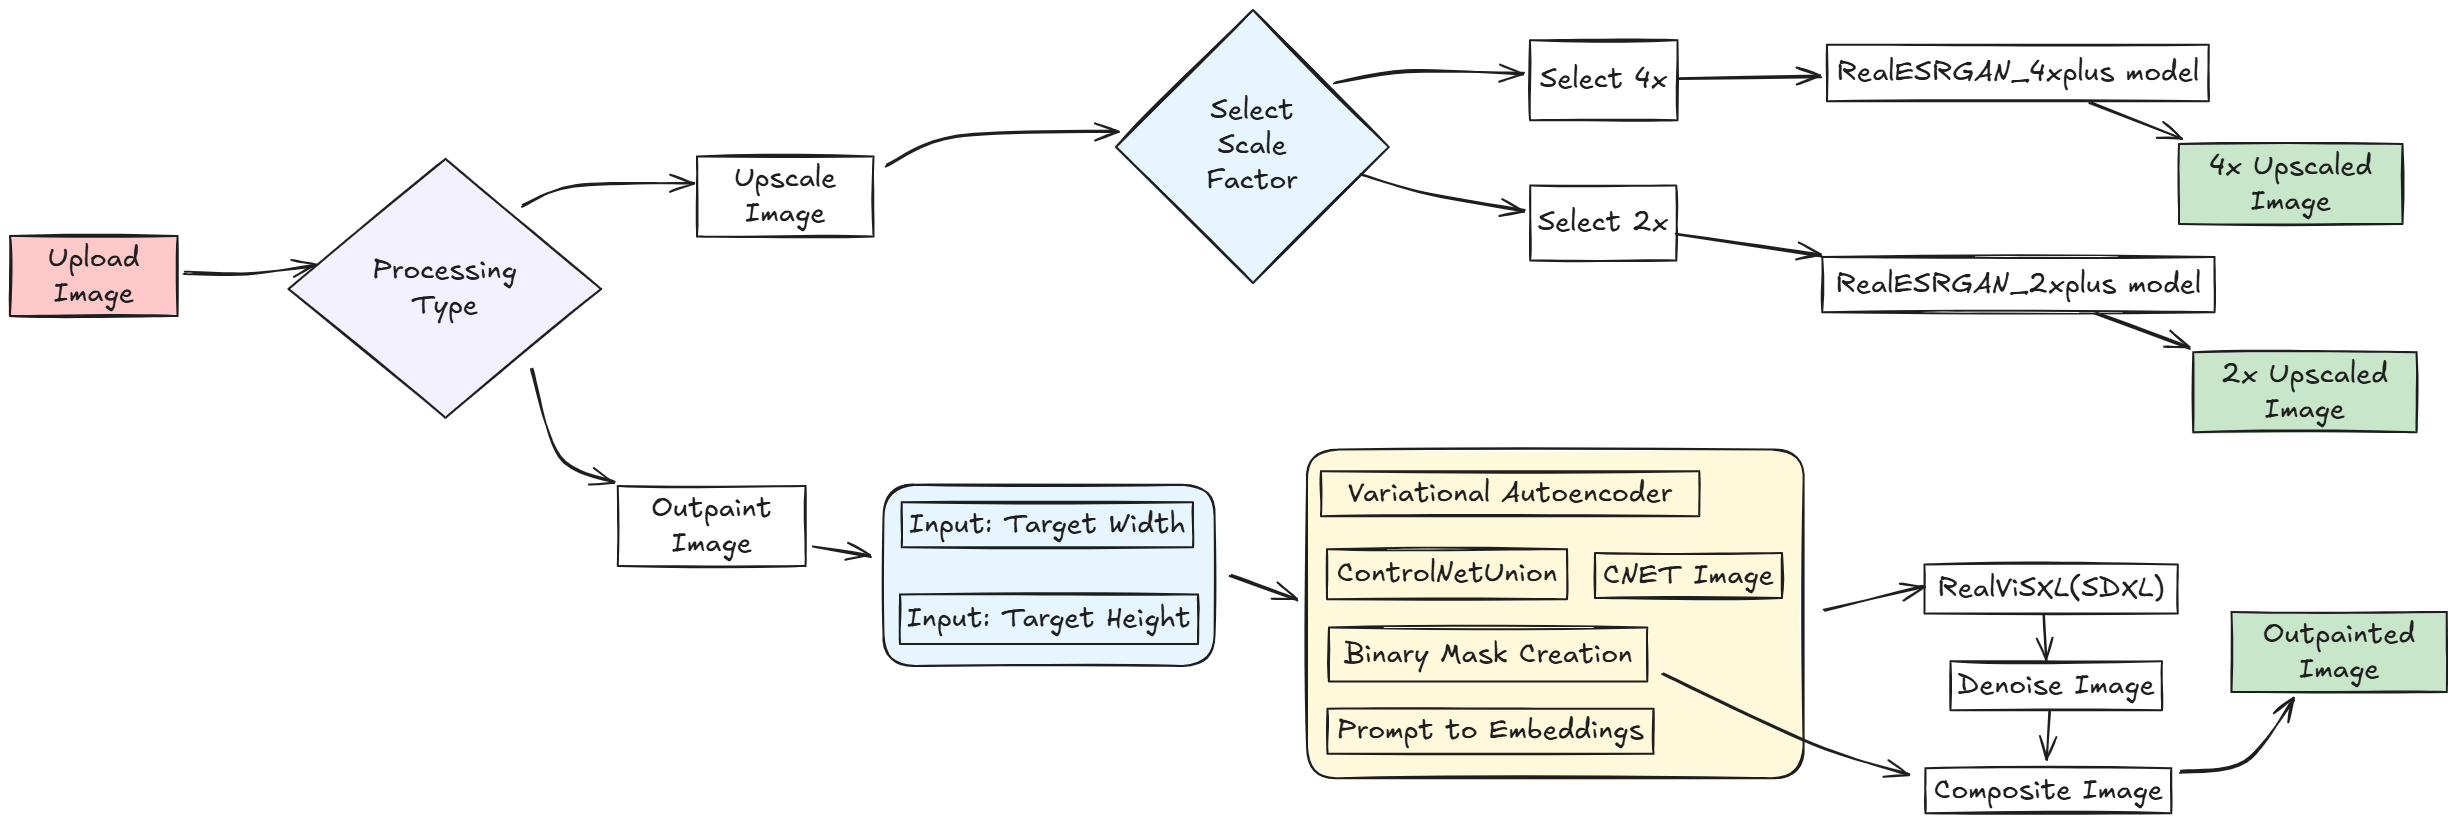 Upload
Image
Processing
Type
Upscale
Image
Select
Scale
Factor
Select 4x
RealESRGAN_4xplus model
4x Upscaled
Image
Select 2x
RealESRGAN_2xplus model
2x Upscaled
Image
Outpaint
Image
Input: Target Width
Input: Target Height
Variational Autoencoder
ControlNetUnion
CNET Image
Binary Mask Creation
Prompt to Embeddings
RealViSXL(SDXL)
Denoise Image
Composite Image
Outpainted
Image